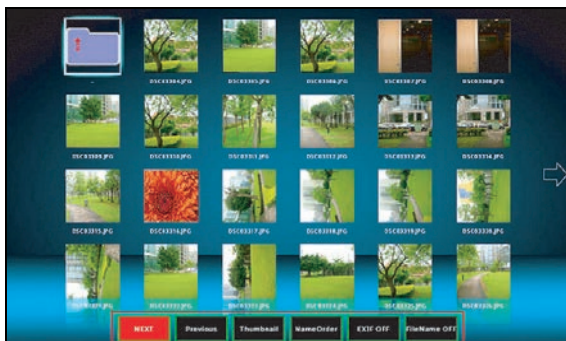 DSC03304.JPG DSC03305.JPG DSC03306.JPG DSC03307.JPG DSC03308.JPG
DSC03309.JPG DSC03310.JPG DSC03311.JPG DSC03312.JPG DSC03313.JPG DSC03314.JPG
DSC03315.JPG DSC03316.JPG DSC03317.JPG DSC03318.JPG DSC03319.JPG DSC03320.JPG
NEXT Previous Thumbnail NameOrder EXIF OFF FileName OFF